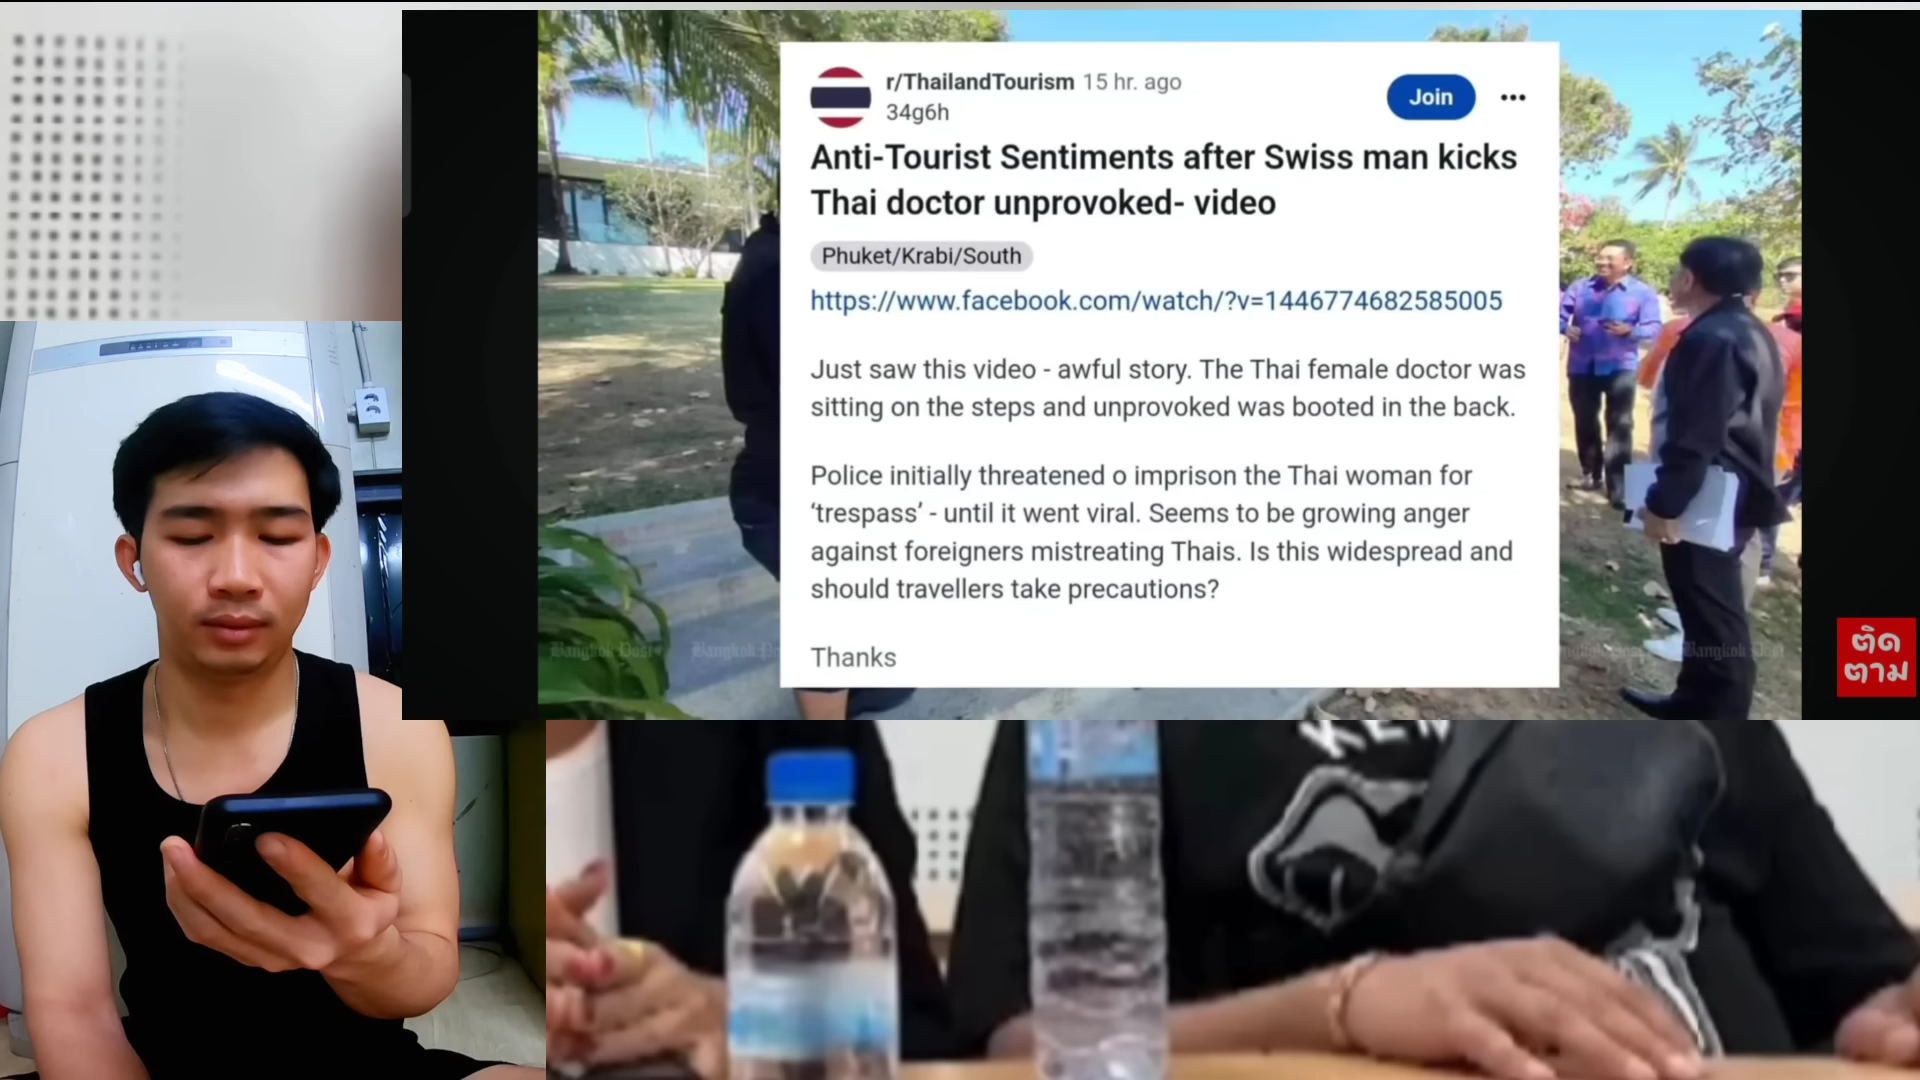 r/ThailandTourism 15 hr. ago
34g6h
Join
Anti-Tourist Sentiments after Swiss man kicks
Thai doctor unprovoked- video
Phuket/Krabi/South
https://www.facebook.com/watch/?v=1446774682585005
Just saw this video - awful story. The Thai female doctor was
sitting on the steps and unprovoked was booted in the back.
Police initially threatened o imprison the Thai woman for
‘trespass’ - until it went viral. Seems to be growing anger
against foreigners mistreating Thais. Is this widespread and
should travellers take precautions?
Thanks
Bangkok Post
Bangkok Post
ติด
ตาม